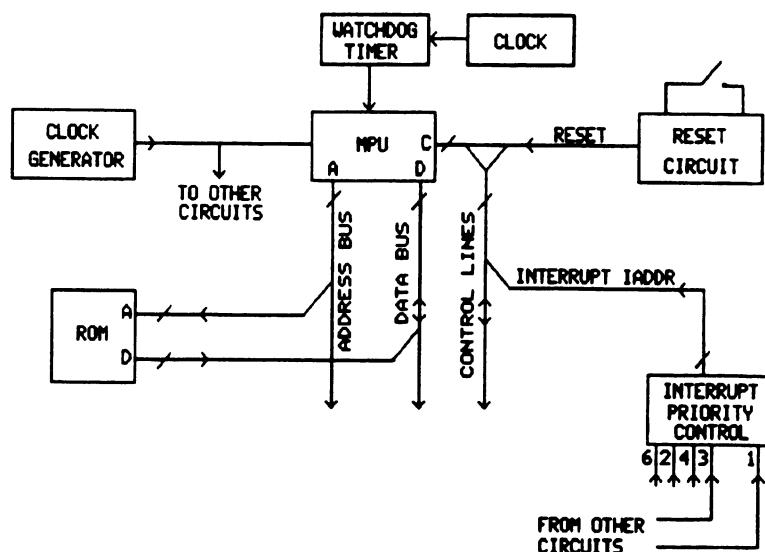 WATCHDOG
TIMER
CLOCK
CLOCK
GENERATOR
MPU
C
A
D
RESET
RESET
CIRCUIT
TO OTHER
CIRCUITS
ADDRESS BUS
DATA BUS
CONTROL LINES
INTERRUPT IADDR
ROM
A
D
INTERRUPT
PRIORITY
CONTROL
6 2 4 3 1
FROM OTHER
CIRCUITS